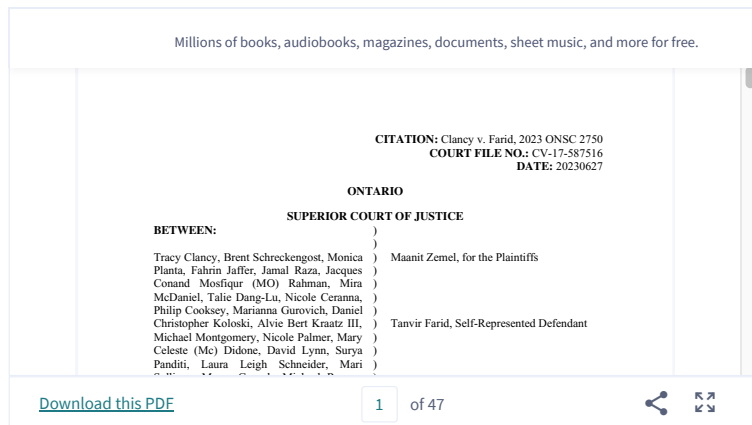 Millions of books, audiobooks, magazines, documents, sheet music, and more for free.
CITATION: Clancy v. Farid, 2023 ONSC 2750
COURT FILE NO.: CV-17-587516
DATE: 20230627
ONTARIO
SUPERIOR COURT OF JUSTICE
BETWEEN: )
)
Tracy Clancy, Brent Schreckengost, Monica ) Maanit Zemel, for the Plaintiffs
Planta, Fahrin Jaffer, Jamal Raza, Jacques )
Conand Mosfiqur (MO) Rahman, Mira )
McDaniel, Talie Dang-Lu, Nicole Ceranna, )
Philip Cooksey, Marianna Gurovich, Daniel )
Christopher Koloski, Alvie Bert Kraatz III, ) Tanvir Farid, Self-Represented Defendant
Michael Montgomery, Nicole Palmer, Mary )
Celeste (Mc) Didone, David Lynn, Surya )
Panditi, Laura Leigh Schneider, Mari )
Download this PDF
1 of 47